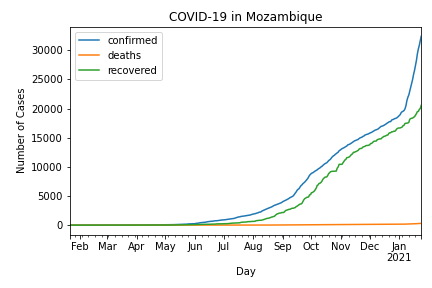 COVID-19 in Mozambique
confirmed
deaths
recovered
Number of Cases
30000
25000
20000
15000
10000
5000
0
Feb Mar Apr May Jun Jul Aug Sep Oct Nov Dec Jan
2021
Day